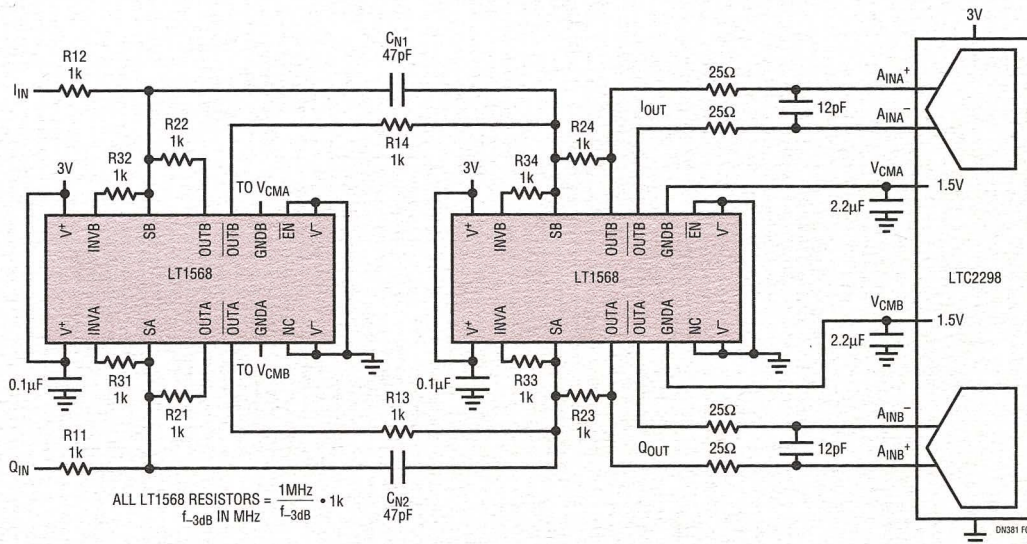 3V
C_N1
47pF
R12
1k
I_IN
25Ω
A_INA+
I_OUT
12pF
25Ω
A_INA−
R22
1k
R14
1k
R24
1k
R32
1k
R34
1k
3V
TO V_CMA
3V
V_CMA
1.5V
2.2µF
V+
INVB
SB
OUTB
OUTB
GNDB
EN
V−
LT1568
V+
INVA
SA
OUTA
OUTA
GNDA
NC
V−
V+
INVB
SB
OUTB
OUTB
GNDB
EN
V−
LT1568
V+
INVA
SA
OUTA
OUTA
GNDA
NC
V−
LTC2298
V_CMB
1.5V
2.2µF
0.1µF
R31
1k
TO V_CMB
0.1µF
R33
1k
R21
1k
R13
1k
R23
1k
R11
1k
Q_IN
25Ω
A_INB−
Q_OUT
25Ω
12pF
A_INB+
C_N2
47pF
ALL LT1568 RESISTORS = 1MHz / f_–3dB • 1k
f_–3dB IN MHz
DN381 F0